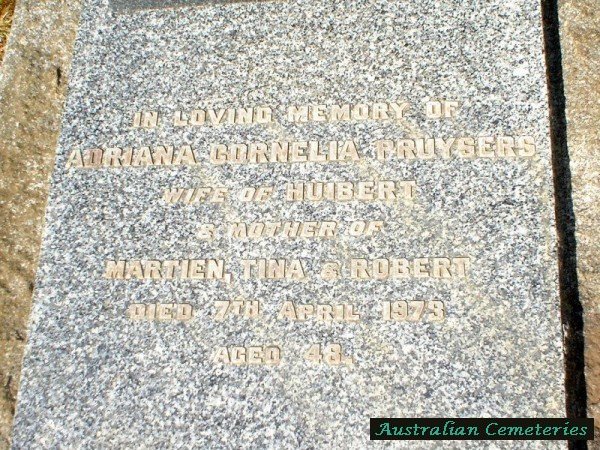 IN LOVING MEMORY OF
ADRIANA CORNELIA PRUYSERS
WIFE OF HUIBERT
& MOTHER OF
MARTIEN, TINA & ROBERT
DIED 7TH APRIL 1973
AGED 48.
Australian Cemeteries